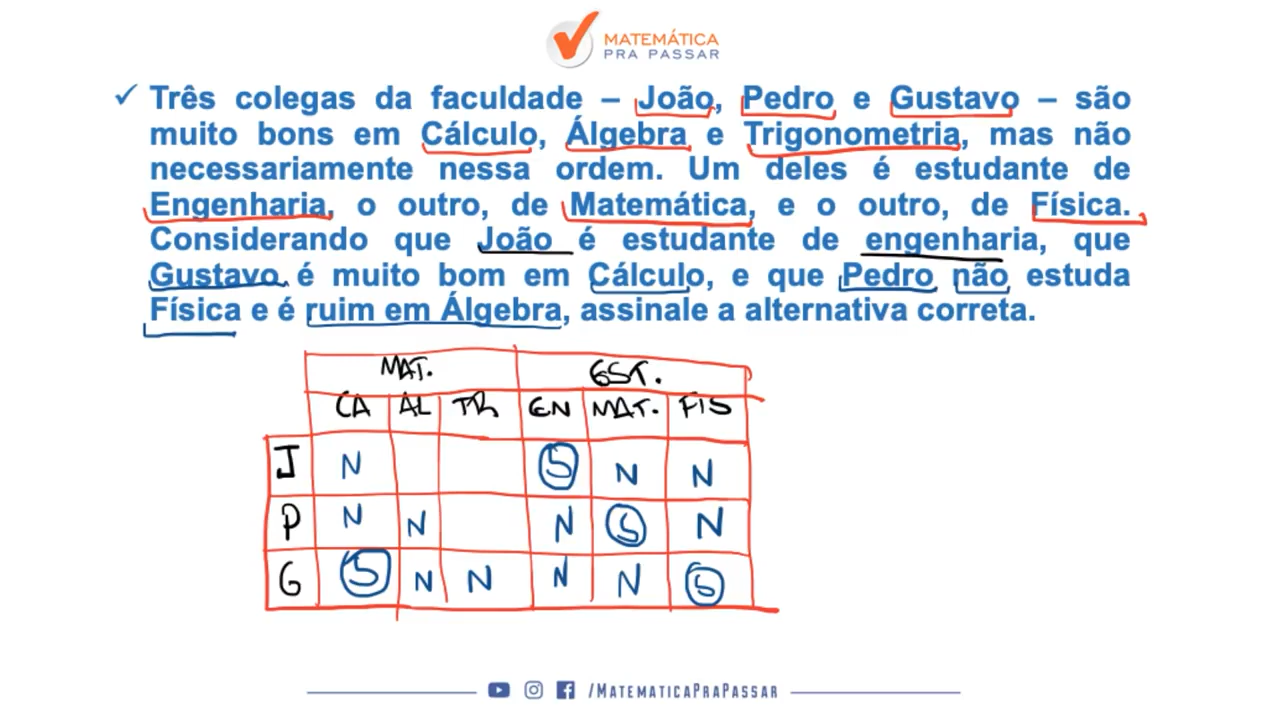 MATEMÁTICA
PRA PASSAR
✓ Três colegas da faculdade – João, Pedro e Gustavo – são
muito bons em Cálculo, Álgebra e Trigonometria, mas não
necessariamente nessa ordem. Um deles é estudante de
Engenharia, o outro, de Matemática, e o outro, de Física.
Considerando que João é estudante de engenharia, que
Gustavo é muito bom em Cálculo, e que Pedro não estuda
Física e é ruim em Álgebra, assinale a alternativa correta.
MAT. EST.
CA AL TR EN MAT. FIS
J N S N N
P N N N S N
G S N N N N S
/MATEMATICAPRAPASSAR